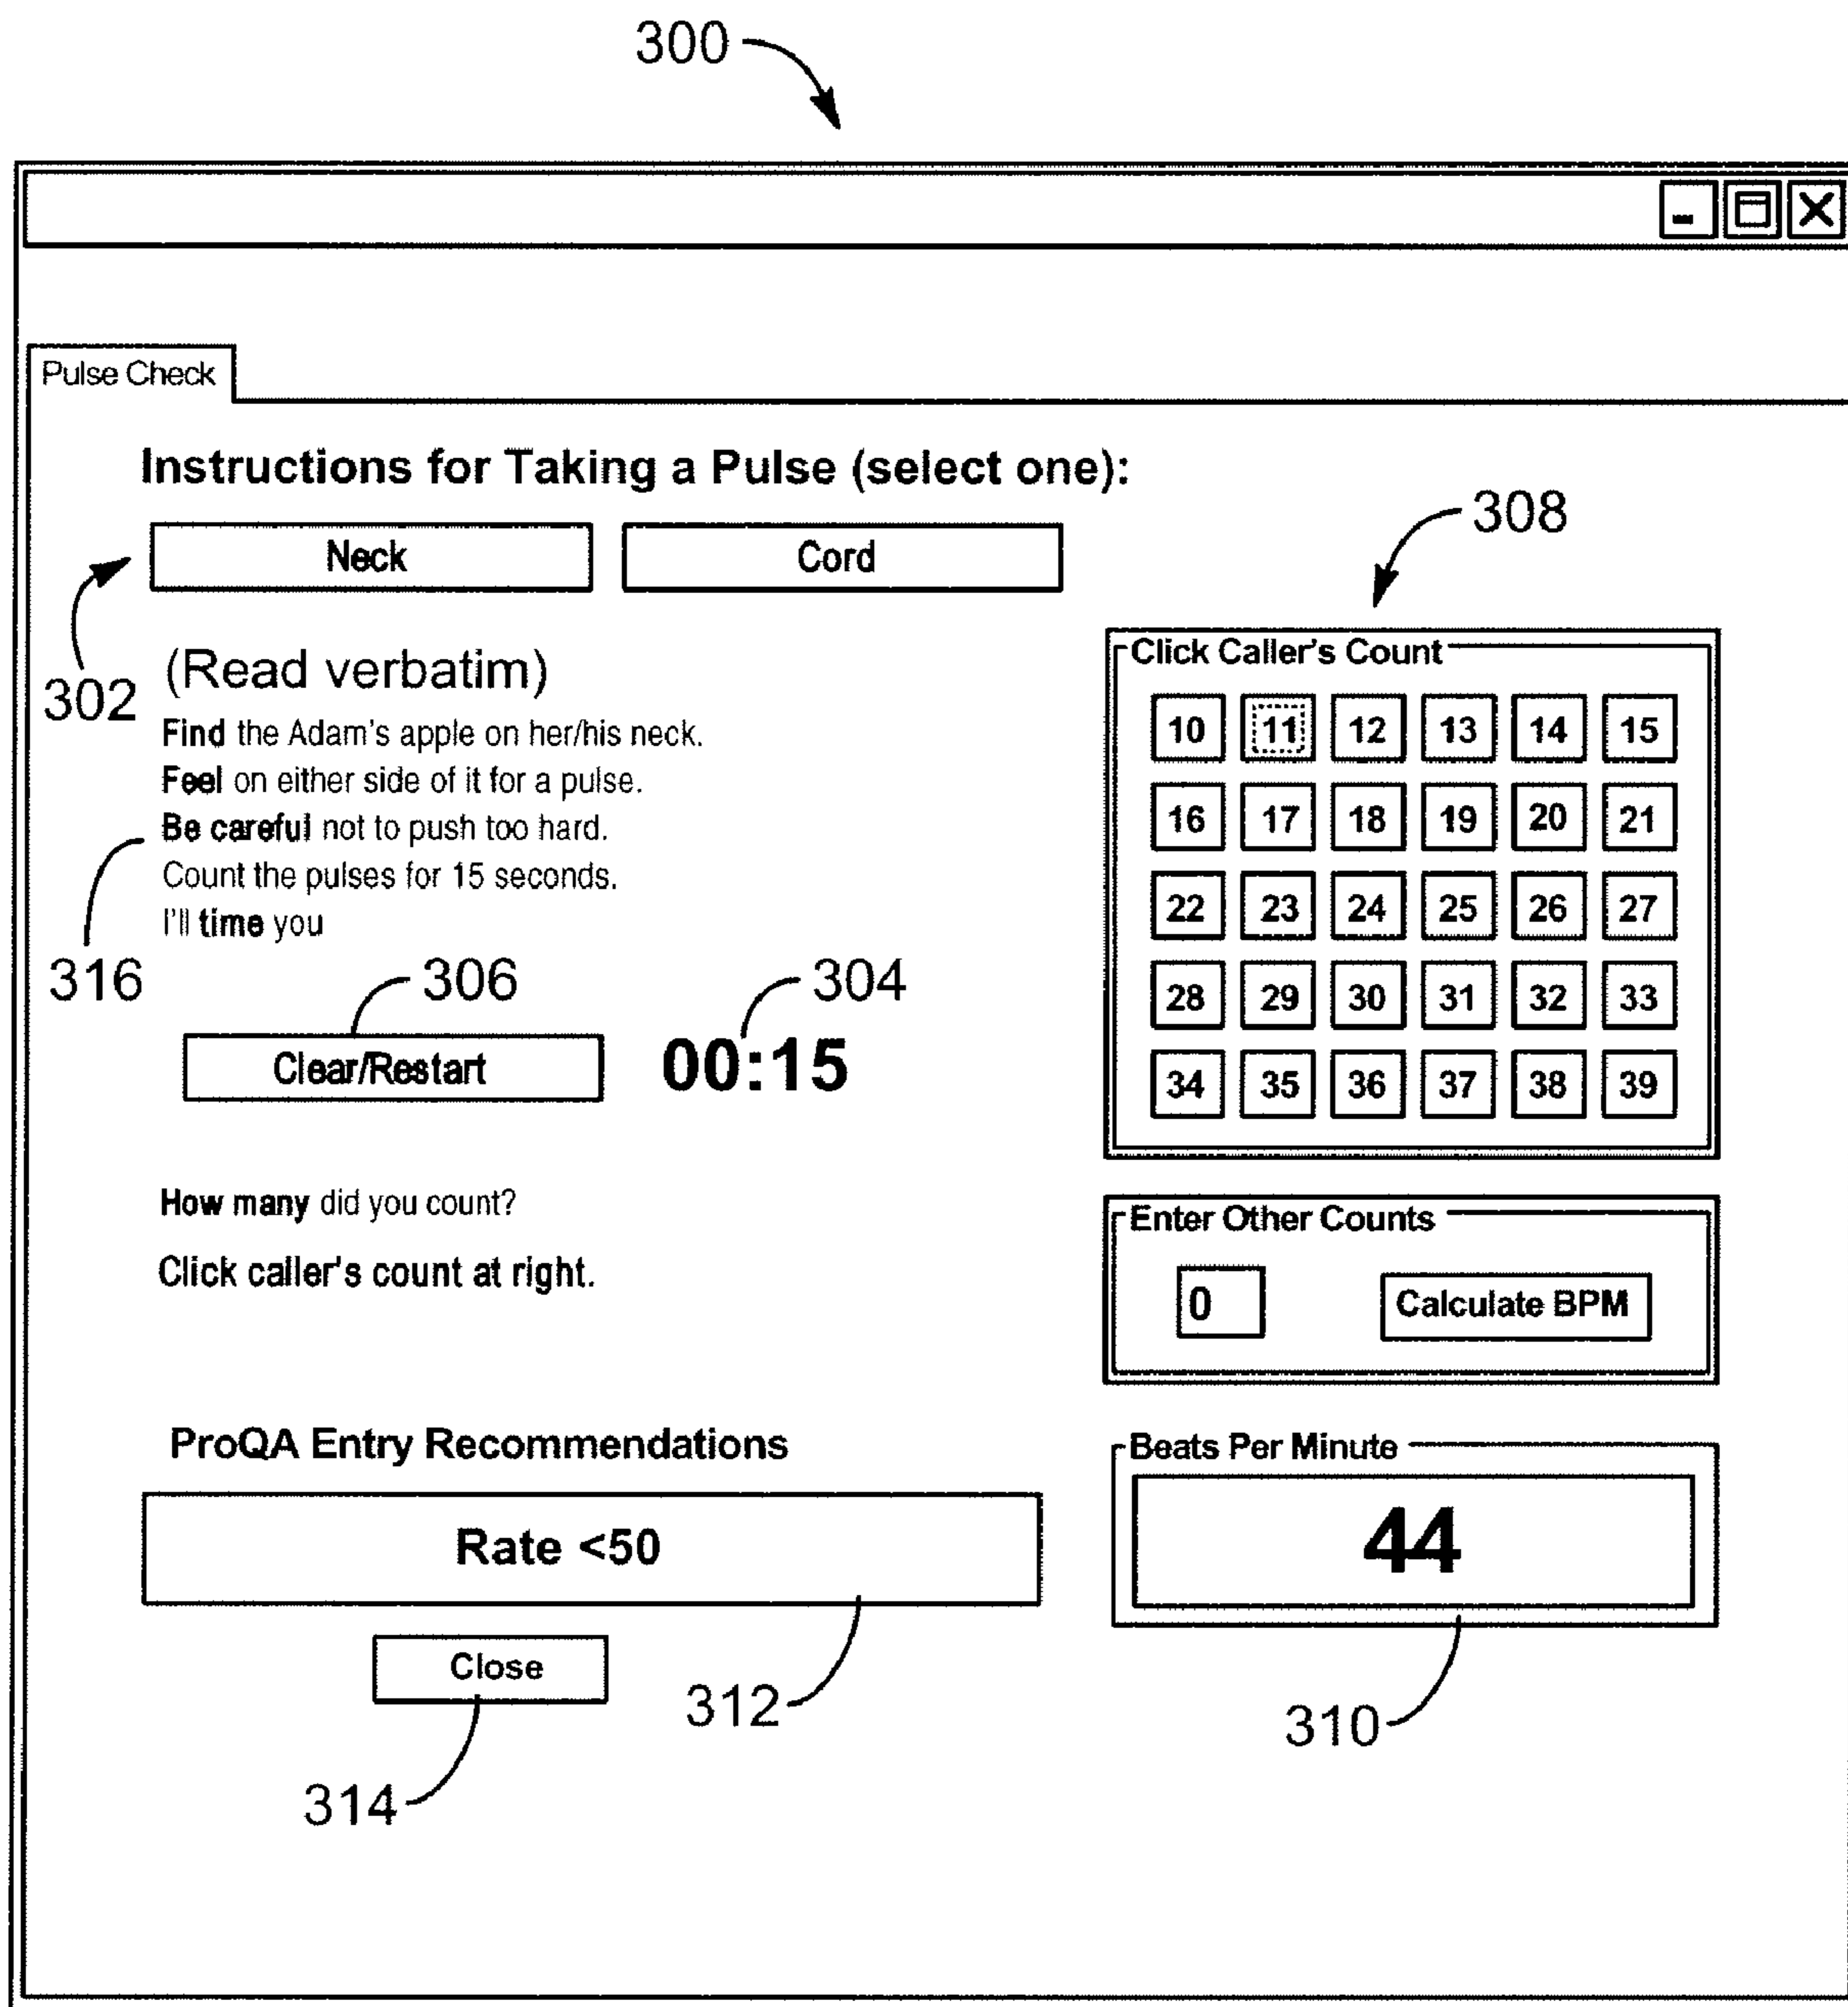 300
Pulse Check
Instructions for Taking a Pulse (select one):
Neck Cord
302
308
(Read verbatim)
Find the Adam's apple on her/his neck.
Feel on either side of it for a pulse.
Be careful not to push too hard.
Count the pulses for 15 seconds.
I'll time you
316
306
304
Clear/Restart 00:15
Click Caller's Count
10 11 12 13 14 15
16 17 18 19 20 21
22 23 24 25 26 27
28 29 30 31 32 33
34 35 36 37 38 39
How many did you count?
Click caller's count at right.
Enter Other Counts
0 Calculate BPM
ProQA Entry Recommendations
Rate <50
Beats Per Minute
44
Close
312
310
314